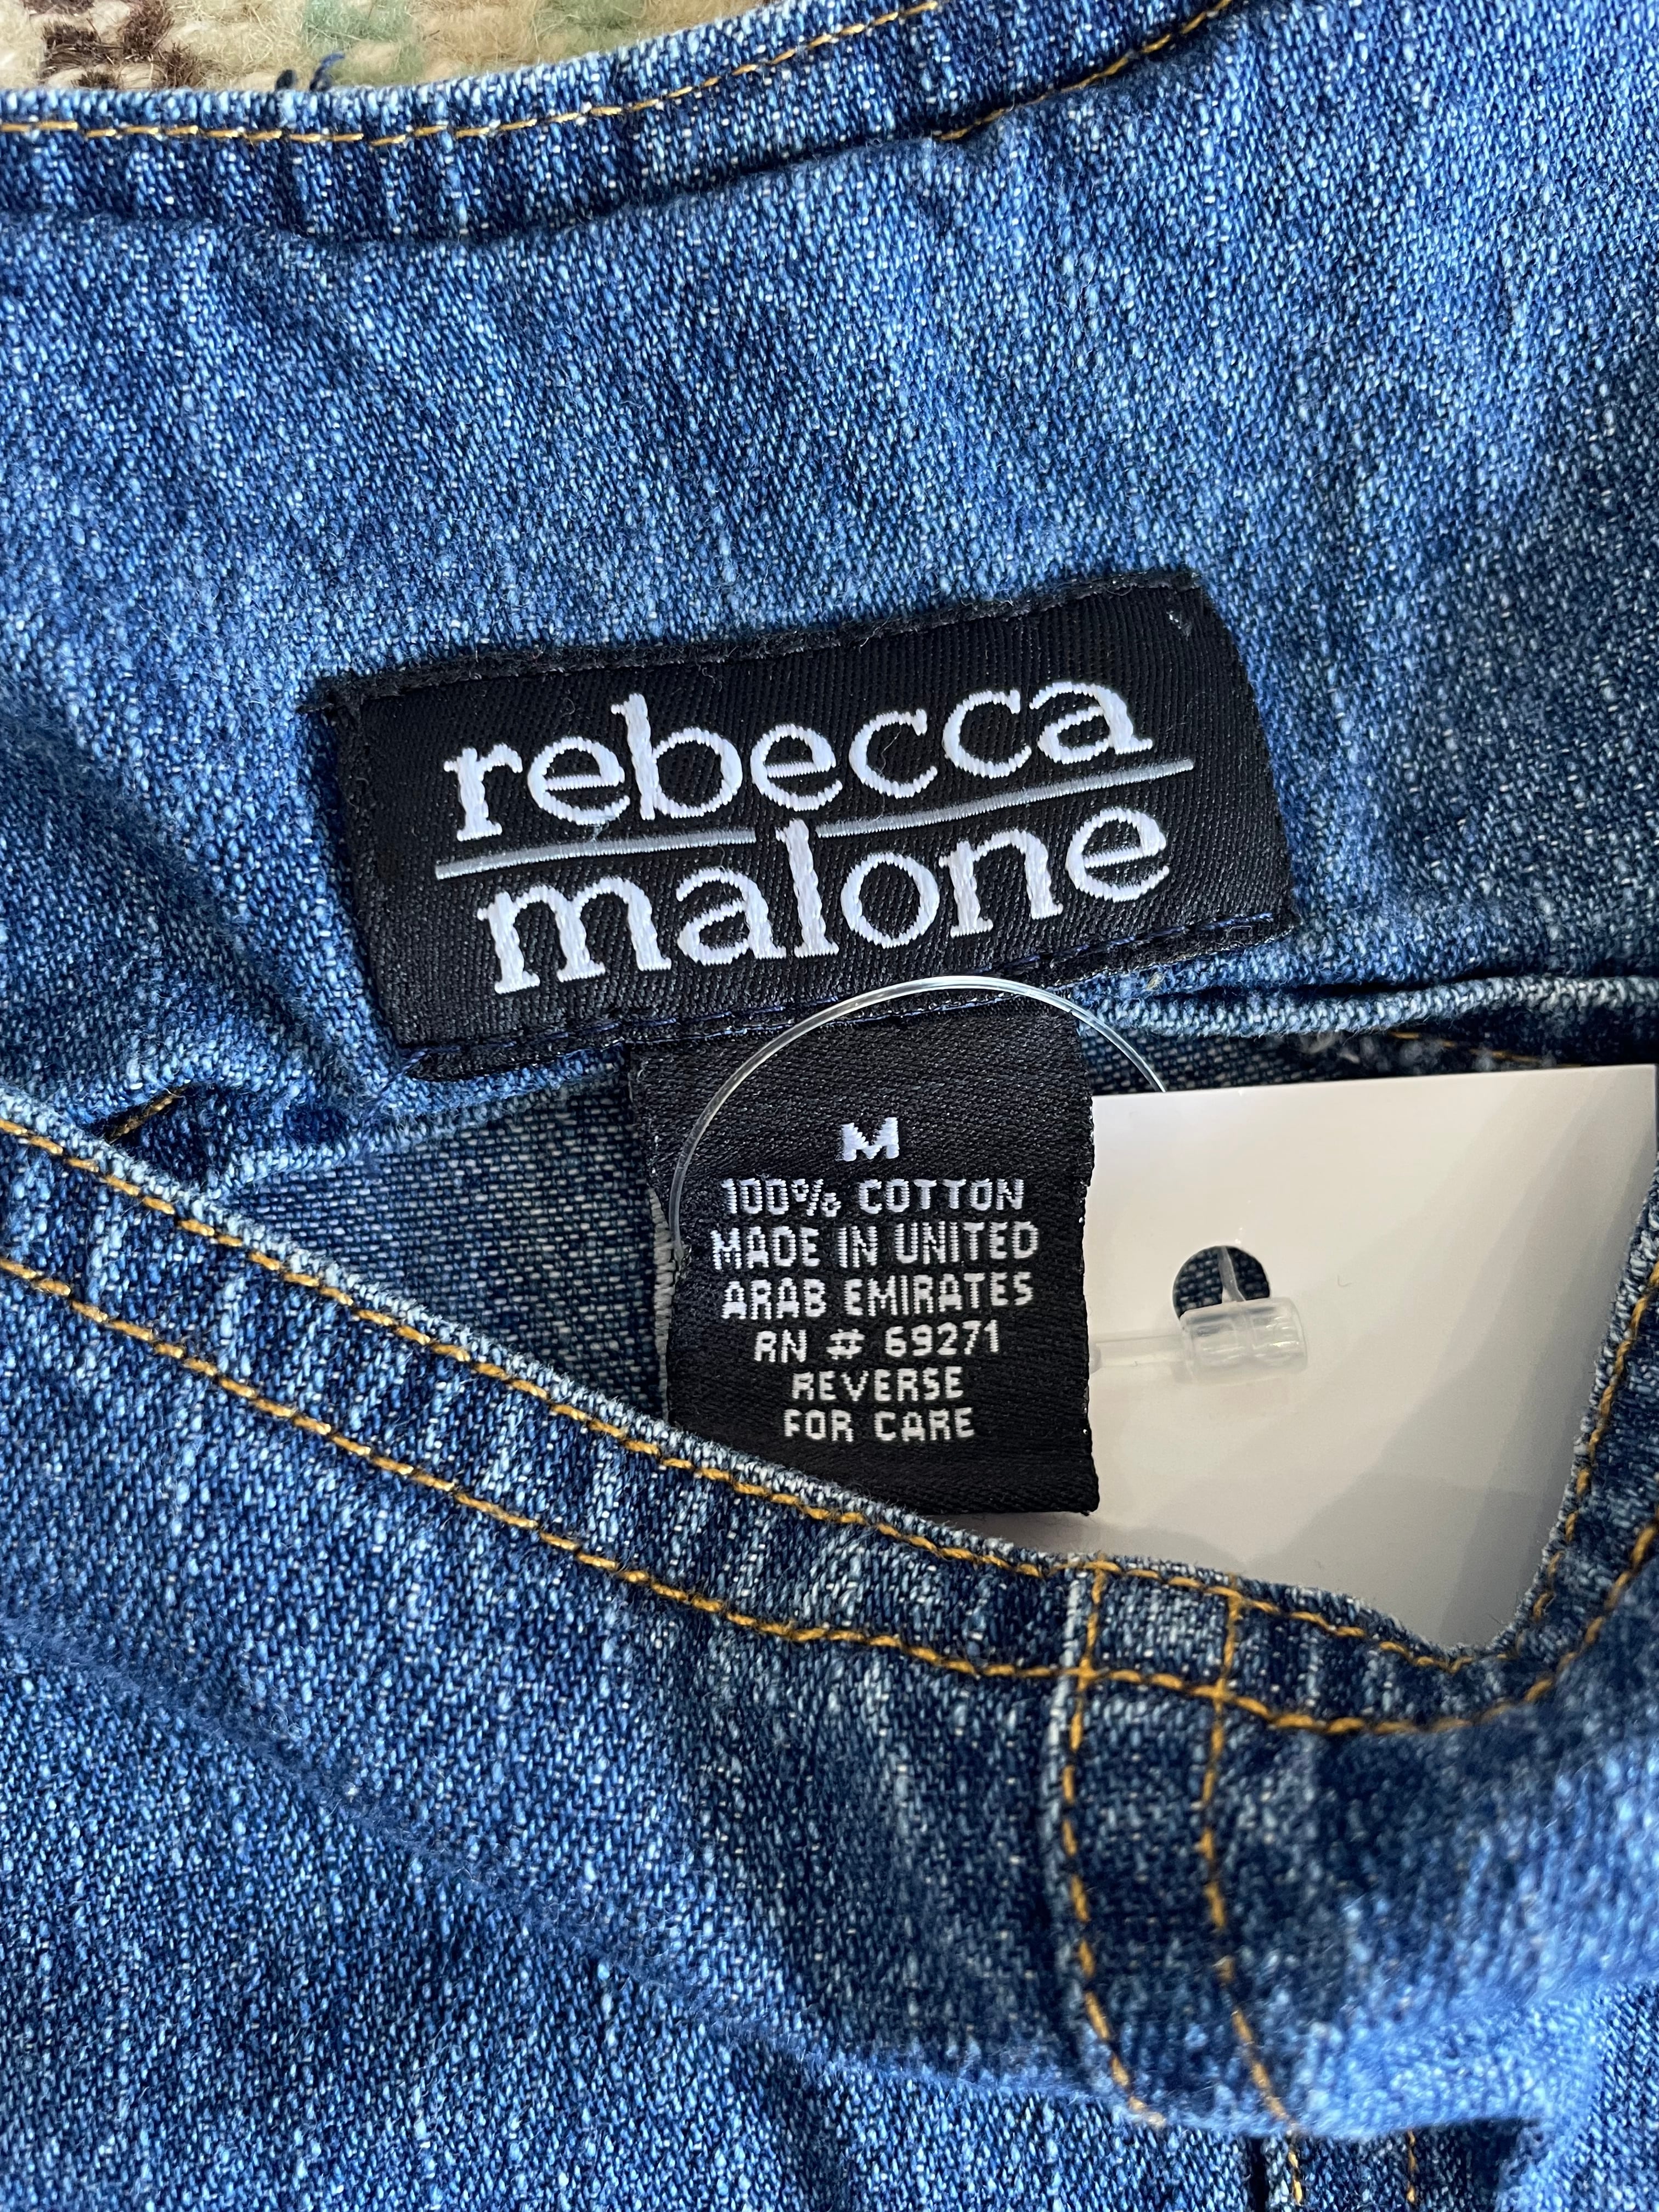 rebecca
malone
M
100% COTTON
MADE IN UNITED
ARAB EMIRATES
RN # 69271
REVERSE
FOR CARE